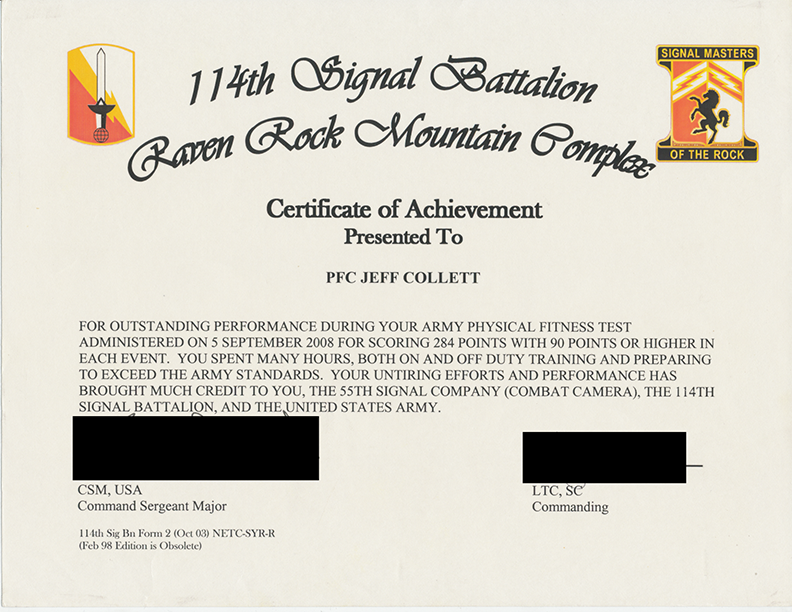 114th Signal Battalion
Raven Rock Mountain Complex
SIGNAL MASTERS
OF THE ROCK
Certificate of Achievement
Presented To
PFC JEFF COLLETT
FOR OUTSTANDING PERFORMANCE DURING YOUR ARMY PHYSICAL FITNESS TEST
ADMINISTERED ON 5 SEPTEMBER 2008 FOR SCORING 284 POINTS WITH 90 POINTS OR HIGHER IN
EACH EVENT. YOU SPENT MANY HOURS, BOTH ON AND OFF DUTY TRAINING AND PREPARING
TO EXCEED THE ARMY STANDARDS. YOUR UNTIRING EFFORTS AND PERFORMANCE HAS
BROUGHT MUCH CREDIT TO YOU, THE 55TH SIGNAL COMPANY (COMBAT CAMERA), THE 114TH
SIGNAL BATTALION, AND THE UNITED STATES ARMY.
CSM, USA
Command Sergeant Major
LTC, SC
Commanding
114th Sig Bn Form 2 (Oct 03) NETC-SYR-R
(Feb 98 Edition is Obsolete)